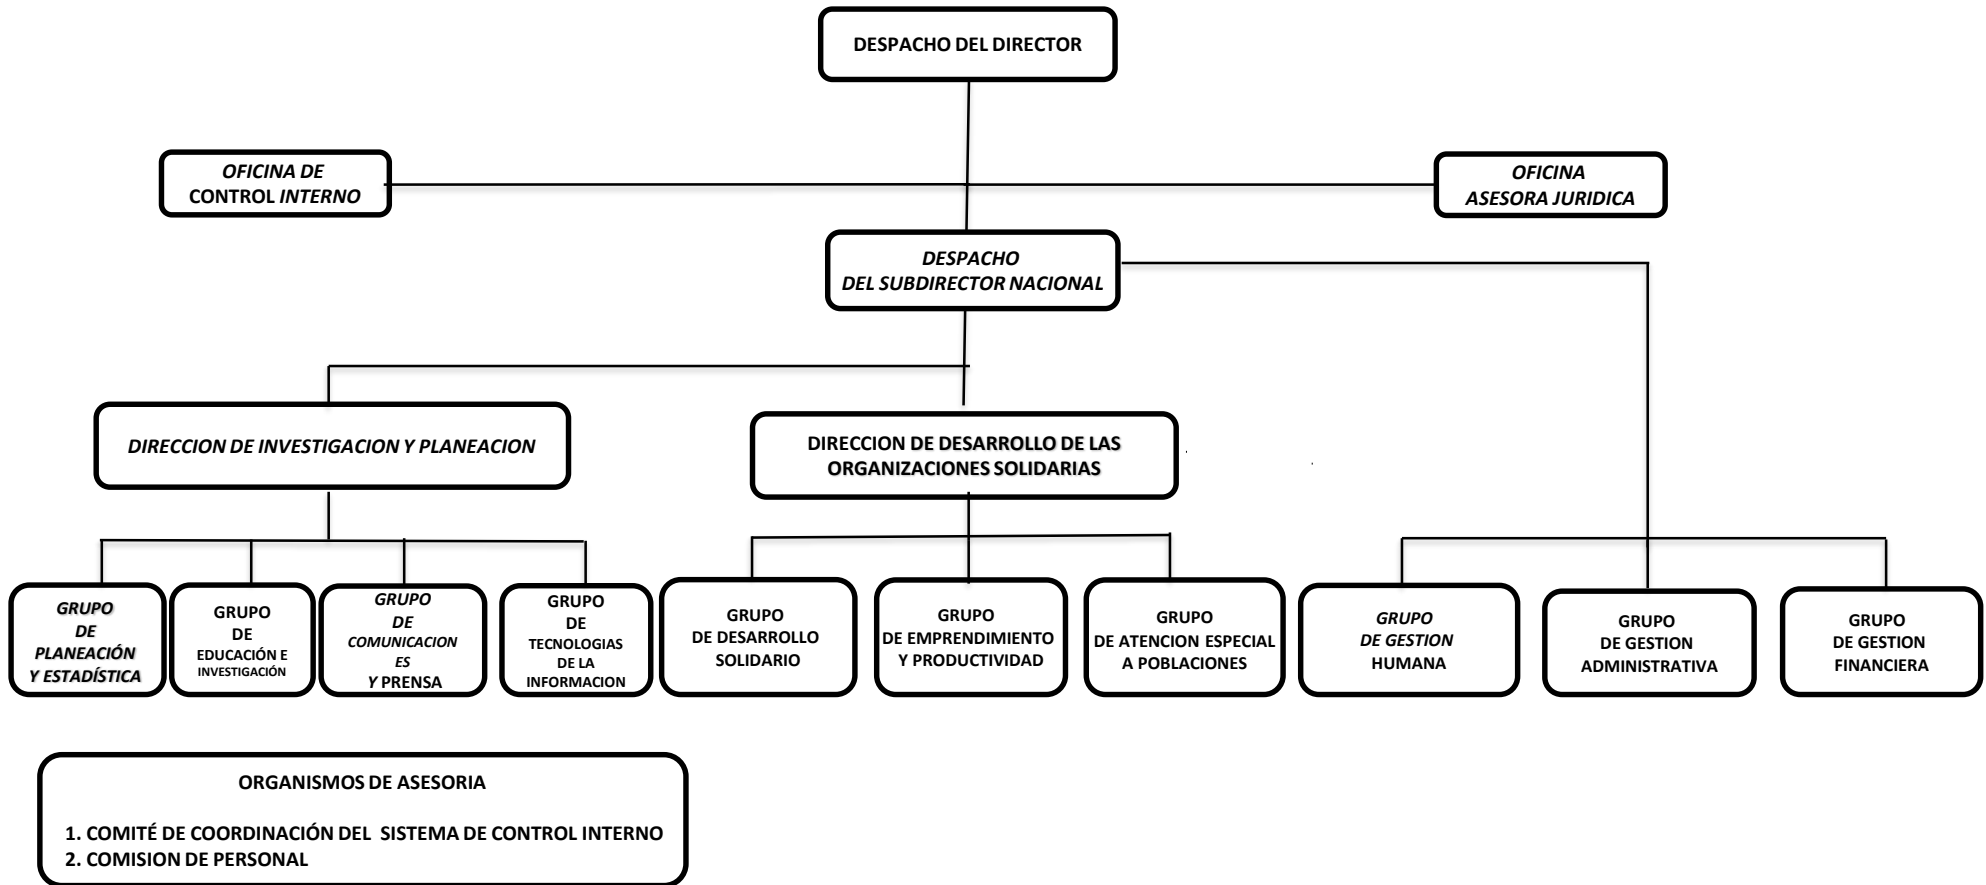 DESPACHO DEL DIRECTOR
OFICINA DE
CONTROL INTERNO
OFICINA
ASESORA JURIDICA
DESPACHO
DEL SUBDIRECTOR NACIONAL
DIRECCION DE INVESTIGACION Y PLANEACION
DIRECCION DE DESARROLLO DE LAS
ORGANIZACIONES SOLIDARIAS
GRUPO
DE
PLANEACIÓN
Y ESTADÍSTICA
GRUPO
DE
EDUCACIÓN E
INVESTIGACIÓN
GRUPO
DE
COMUNICACION
ES
Y PRENSA
GRUPO
DE
TECNOLOGIAS
DE LA
INFORMACION
GRUPO
DE DESARROLLO
SOLIDARIO
GRUPO
DE EMPRENDIMIENTO
Y PRODUCTIVIDAD
GRUPO
DE ATENCION ESPECIAL
A POBLACIONES
GRUPO
DE GESTION
HUMANA
GRUPO
DE GESTION
ADMINISTRATIVA
GRUPO
DE GESTION
FINANCIERA
ORGANISMOS DE ASESORIA
1. COMITÉ DE COORDINACIÓN DEL SISTEMA DE CONTROL INTERNO
2. COMISION DE PERSONAL